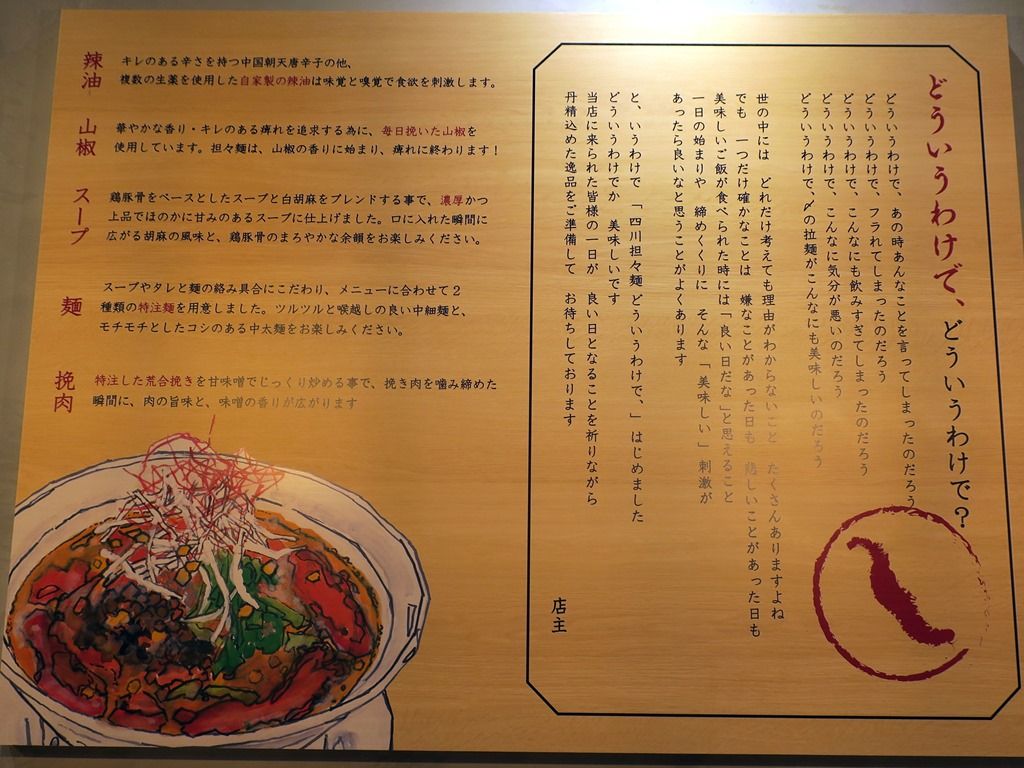 どういうわけで、どういうわけで?
どういうわけで、あの時あんなことを言ってしまったのだろう
どういうわけで、フラれてしまったのだろう
どういうわけで、こんなにも飲みすぎてしまったのだろう
どういうわけで、こんなに気分が悪いのだろう
どういうわけで、〆の拉麺がこんなにも美味しいのだろう
世の中には どれだけ考えても理由がわからないこと たくさんありますよね
でも 一つだけ確かなことは 嫌なことがあった日も 悲しいことがあった日も
美味しいご飯が食べられた時には「良い日だな」と思えること
一日の始まりや 締めくくりに そんな 「美味しい」 刺激が
あったら良いなと思うことがよくあります
と、いうわけで 「四川担々麺 どういうわけで、」はじめました
どういうわけでか 美味しいです
当店に来られた皆様の一日が 良い日となることを祈りながら
丹精込めた逸品をご準備して お待ちしております
店主
辣油
キレのある辛さを持つ中国朝天唐辛子の他、
複数の生薬を使用した自家製の辣油は味覚と嗅覚で食欲を刺激します。
山椒
華やかな香り・キレのある痺れを追求する為に、毎日挽いた山椒を
使用しています。担々麺は、山椒の香りに始まり、痺れに終わります!
スープ
鶏豚骨をベースとしたスープと白胡麻をブレンドする事で、濃厚かつ
上品でほのかに甘みのあるスープに仕上げました。口に入れた瞬間に
広がる胡麻の風味と、鶏豚骨のまろやかな余韻をお楽しみください。
麺
スープやタレと麺の絡み具合にこだわり、メニューに合わせて2
種類の特注麺を用意しました。ツルツルと喉越しの良い中細麺と、
モチモチとしたコシのある中太麺をお楽しみください。
挽肉
特注した荒合挽きを甘味噌でじっくり炒める事で、挽き肉を噛み締めた
瞬間に、肉の旨味と、味噌の香りが広がります